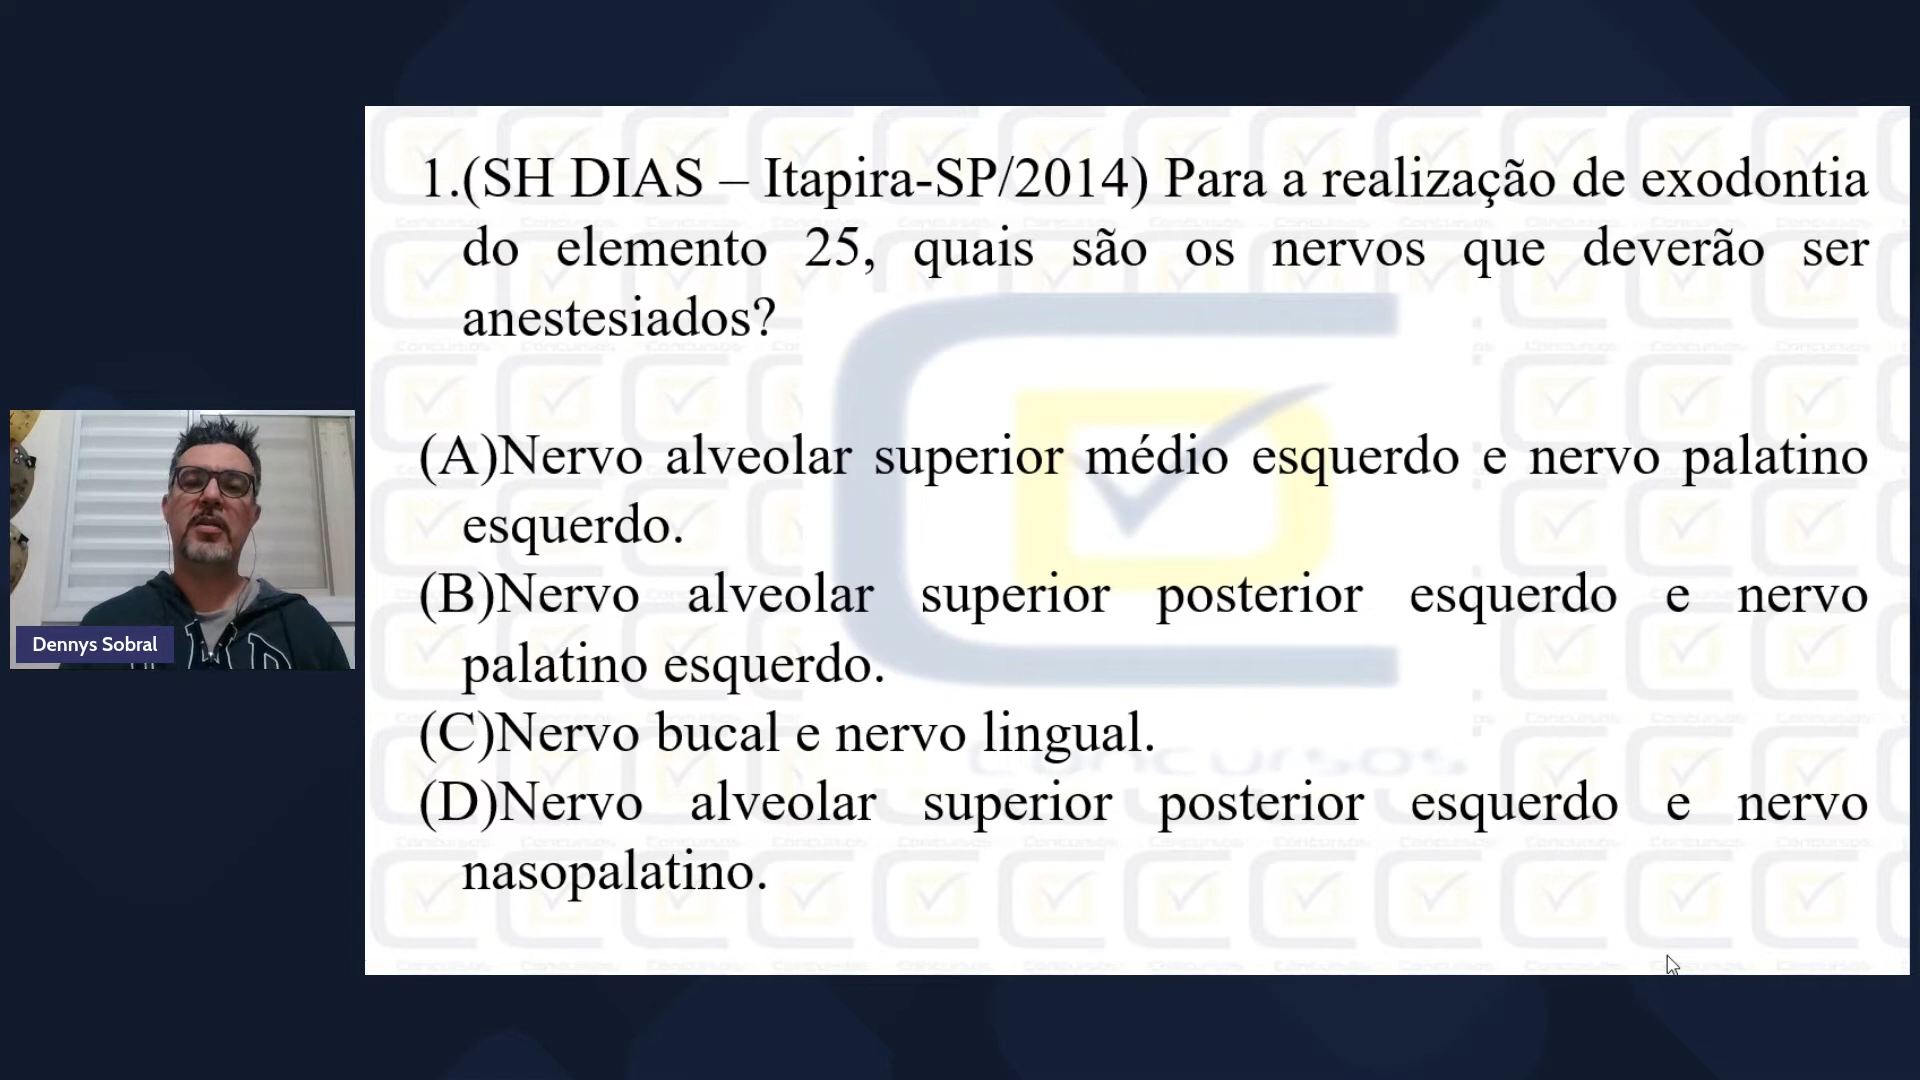 1.(SH DIAS – Itapira-SP/2014) Para a realização de exodontia
do elemento 25, quais são os nervos que deverão ser
anestesiados?
(A)Nervo alveolar superior médio esquerdo e nervo palatino
esquerdo.
(B)Nervo alveolar superior posterior esquerdo e nervo
palatino esquerdo.
(C)Nervo bucal e nervo lingual.
(D)Nervo alveolar superior posterior esquerdo e nervo
nasopalatino.
Dennys Sobral
concursos